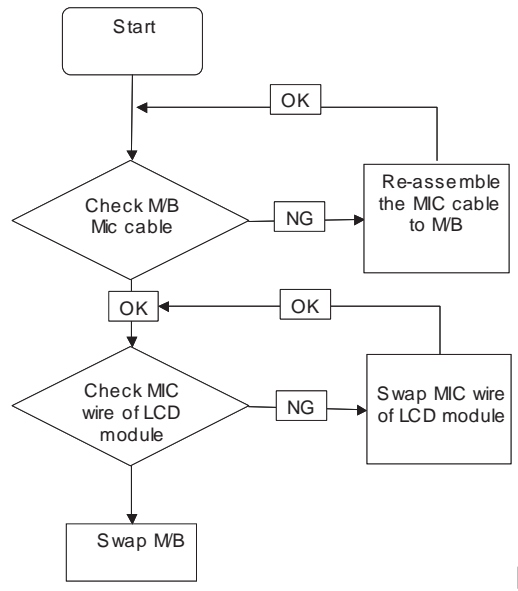 Start
OK
Check M/B
Mic cable
NG
Re-assemble
the MIC cable
to M/B
OK
OK
Check MIC
wire of LCD
module
NG
Swap MIC wire
of LCD module
Swap M/B